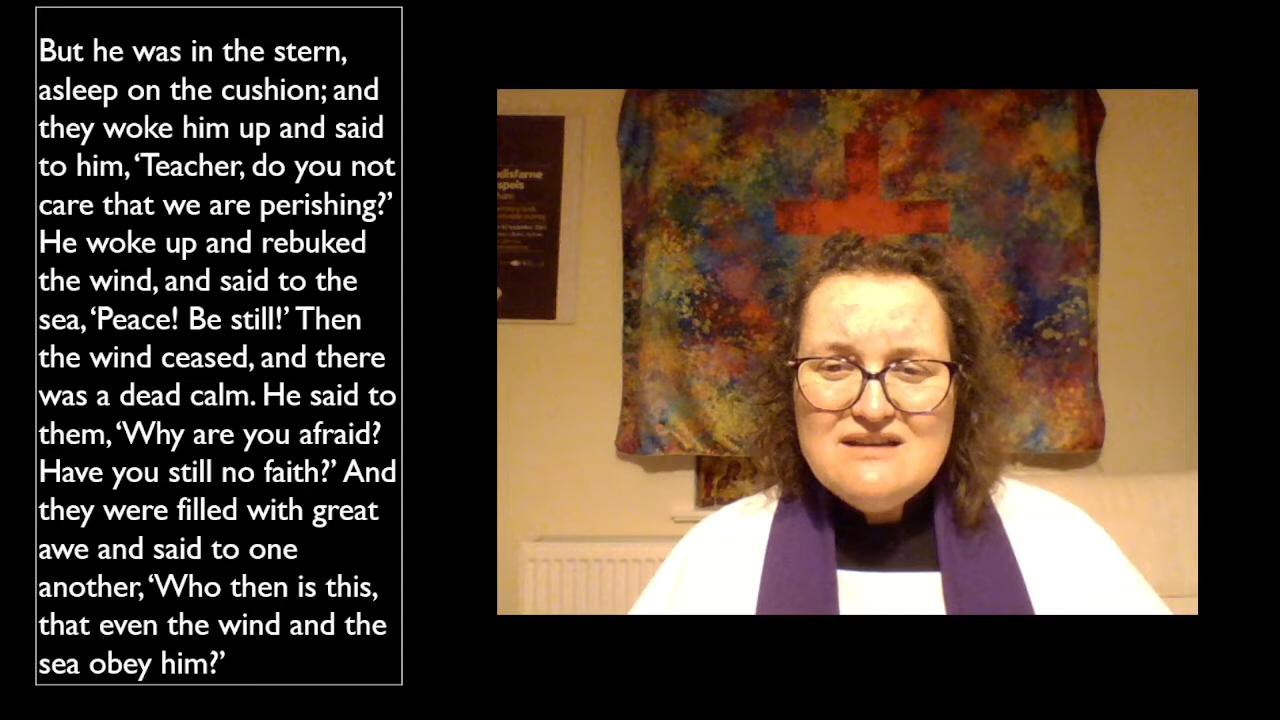 But he was in the stern,
asleep on the cushion; and
they woke him up and said
to him, ‘Teacher, do you not
care that we are perishing?’
He woke up and rebuked
the wind, and said to the
sea, ‘Peace! Be still!’ Then
the wind ceased, and there
was a dead calm. He said to
them, ‘Why are you afraid?
Have you still no faith?’ And
they were filled with great
awe and said to one
another, ‘Who then is this,
that even the wind and the
sea obey him?’